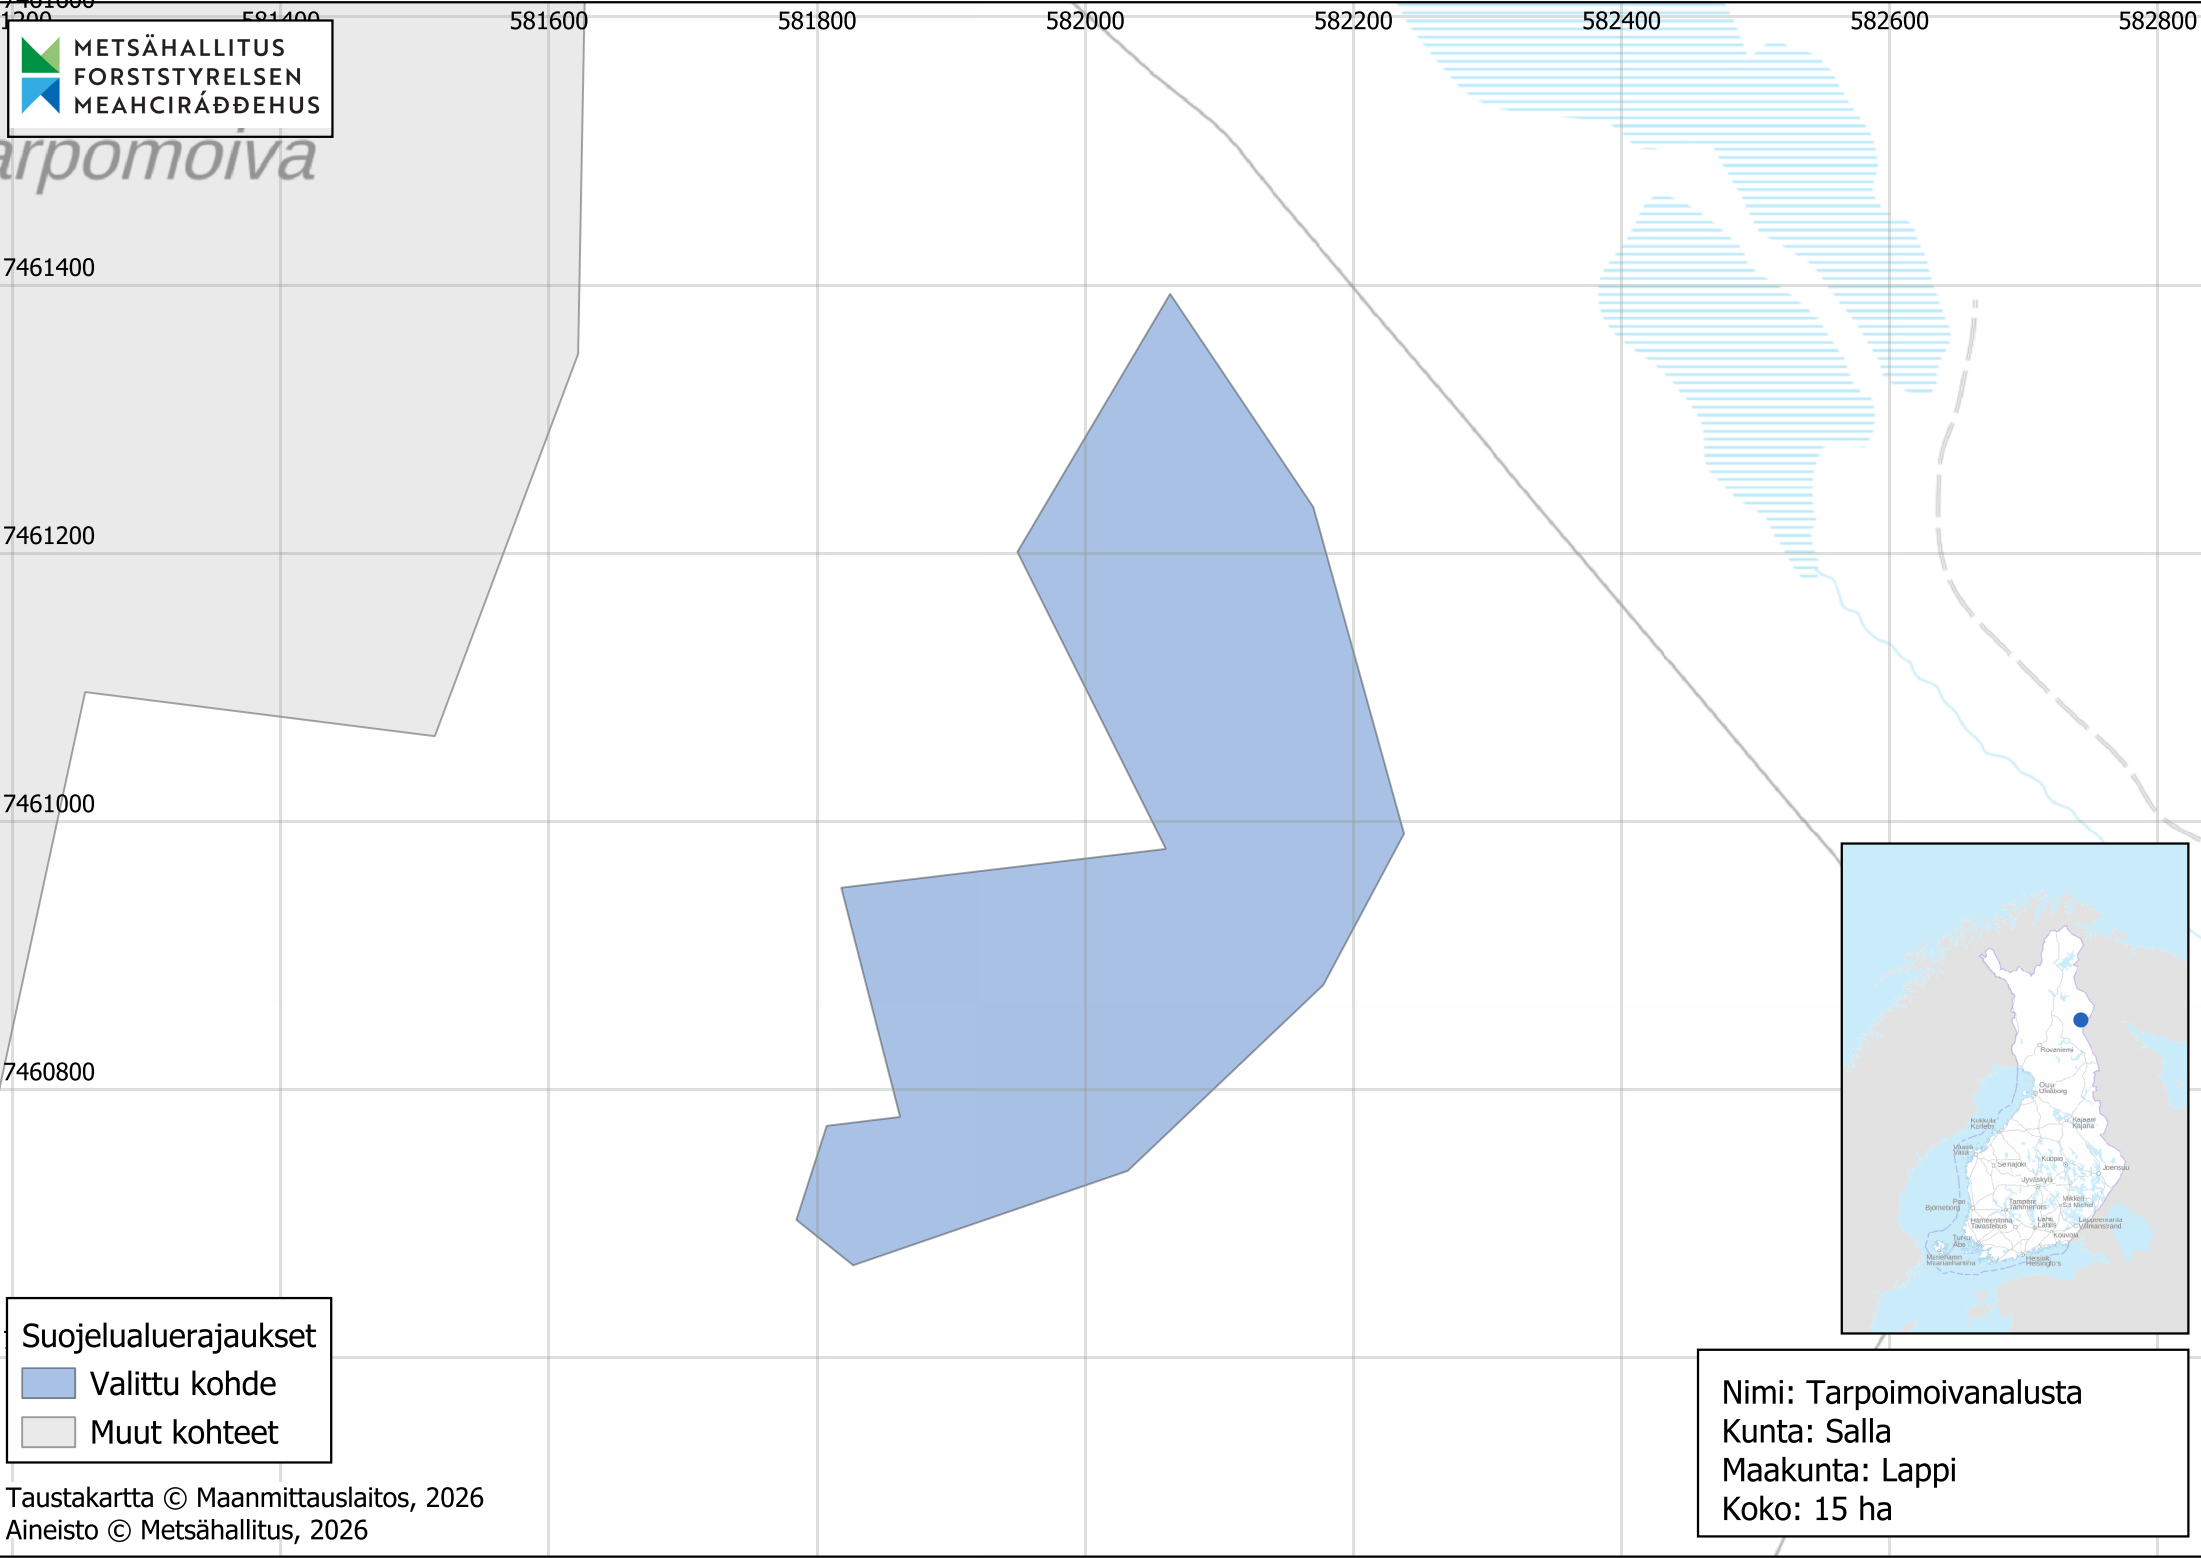 581600
581800
582000
582200
582400
582600
582800
METSÄHALLITUS
FORSTSTYRELSEN
MEAHCIRÁĐĐEHUS
arpomoiva
7461400
7461200
7461000
7460800
Rovaniemi
Oulu
Uleåborg
Kokkola
Karleby
Kajaani
Kajana
Vaasa
Vasa
Seinäjoki
Kuopio
Joensuu
Jyväskylä
Pori
Björneborg
Tampere
Tammerfors
Mikkeli
S:t Michel
Hämeenlinna
Tavastehus
Lahti
Lahtis
Lappeenranta
Villmanstrand
Kouvola
Turku
Åbo
Helsinki
Helsingfors
Suojelualuerajaukset
Valittu kohde
Muut kohteet
Taustakartta © Maanmittauslaitos, 2026
Aineisto © Metsähallitus, 2026
Nimi: Tarpoimoivanalusta
Kunta: Salla
Maakunta: Lappi
Koko: 15 ha